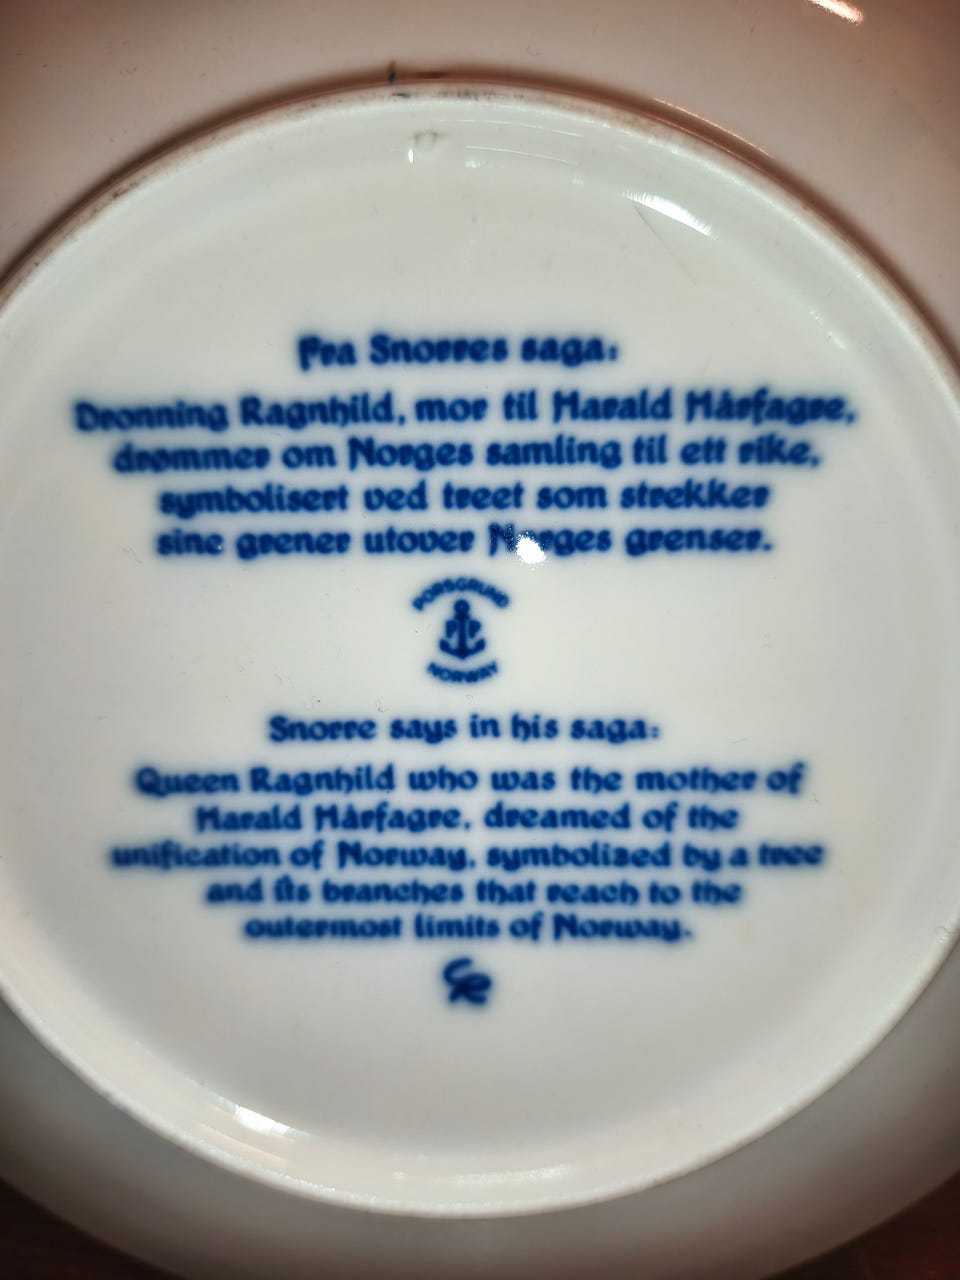 Fra Snorres saga:
Dronning Ragnhild, mor til Harald Hårfagre,
drømmer om Norges samling til ett rike,
symbolisert ved treet som strekker
sine grener utover Norges grenser.
PORSGRUND
P P
NORWAY
Snorre says in his saga:
Queen Ragnhild who was the mother of
Harald Hårfagre, dreamed of the
unification of Norway, symbolized by a tree
and its branches that reach to the
outermost limits of Norway.